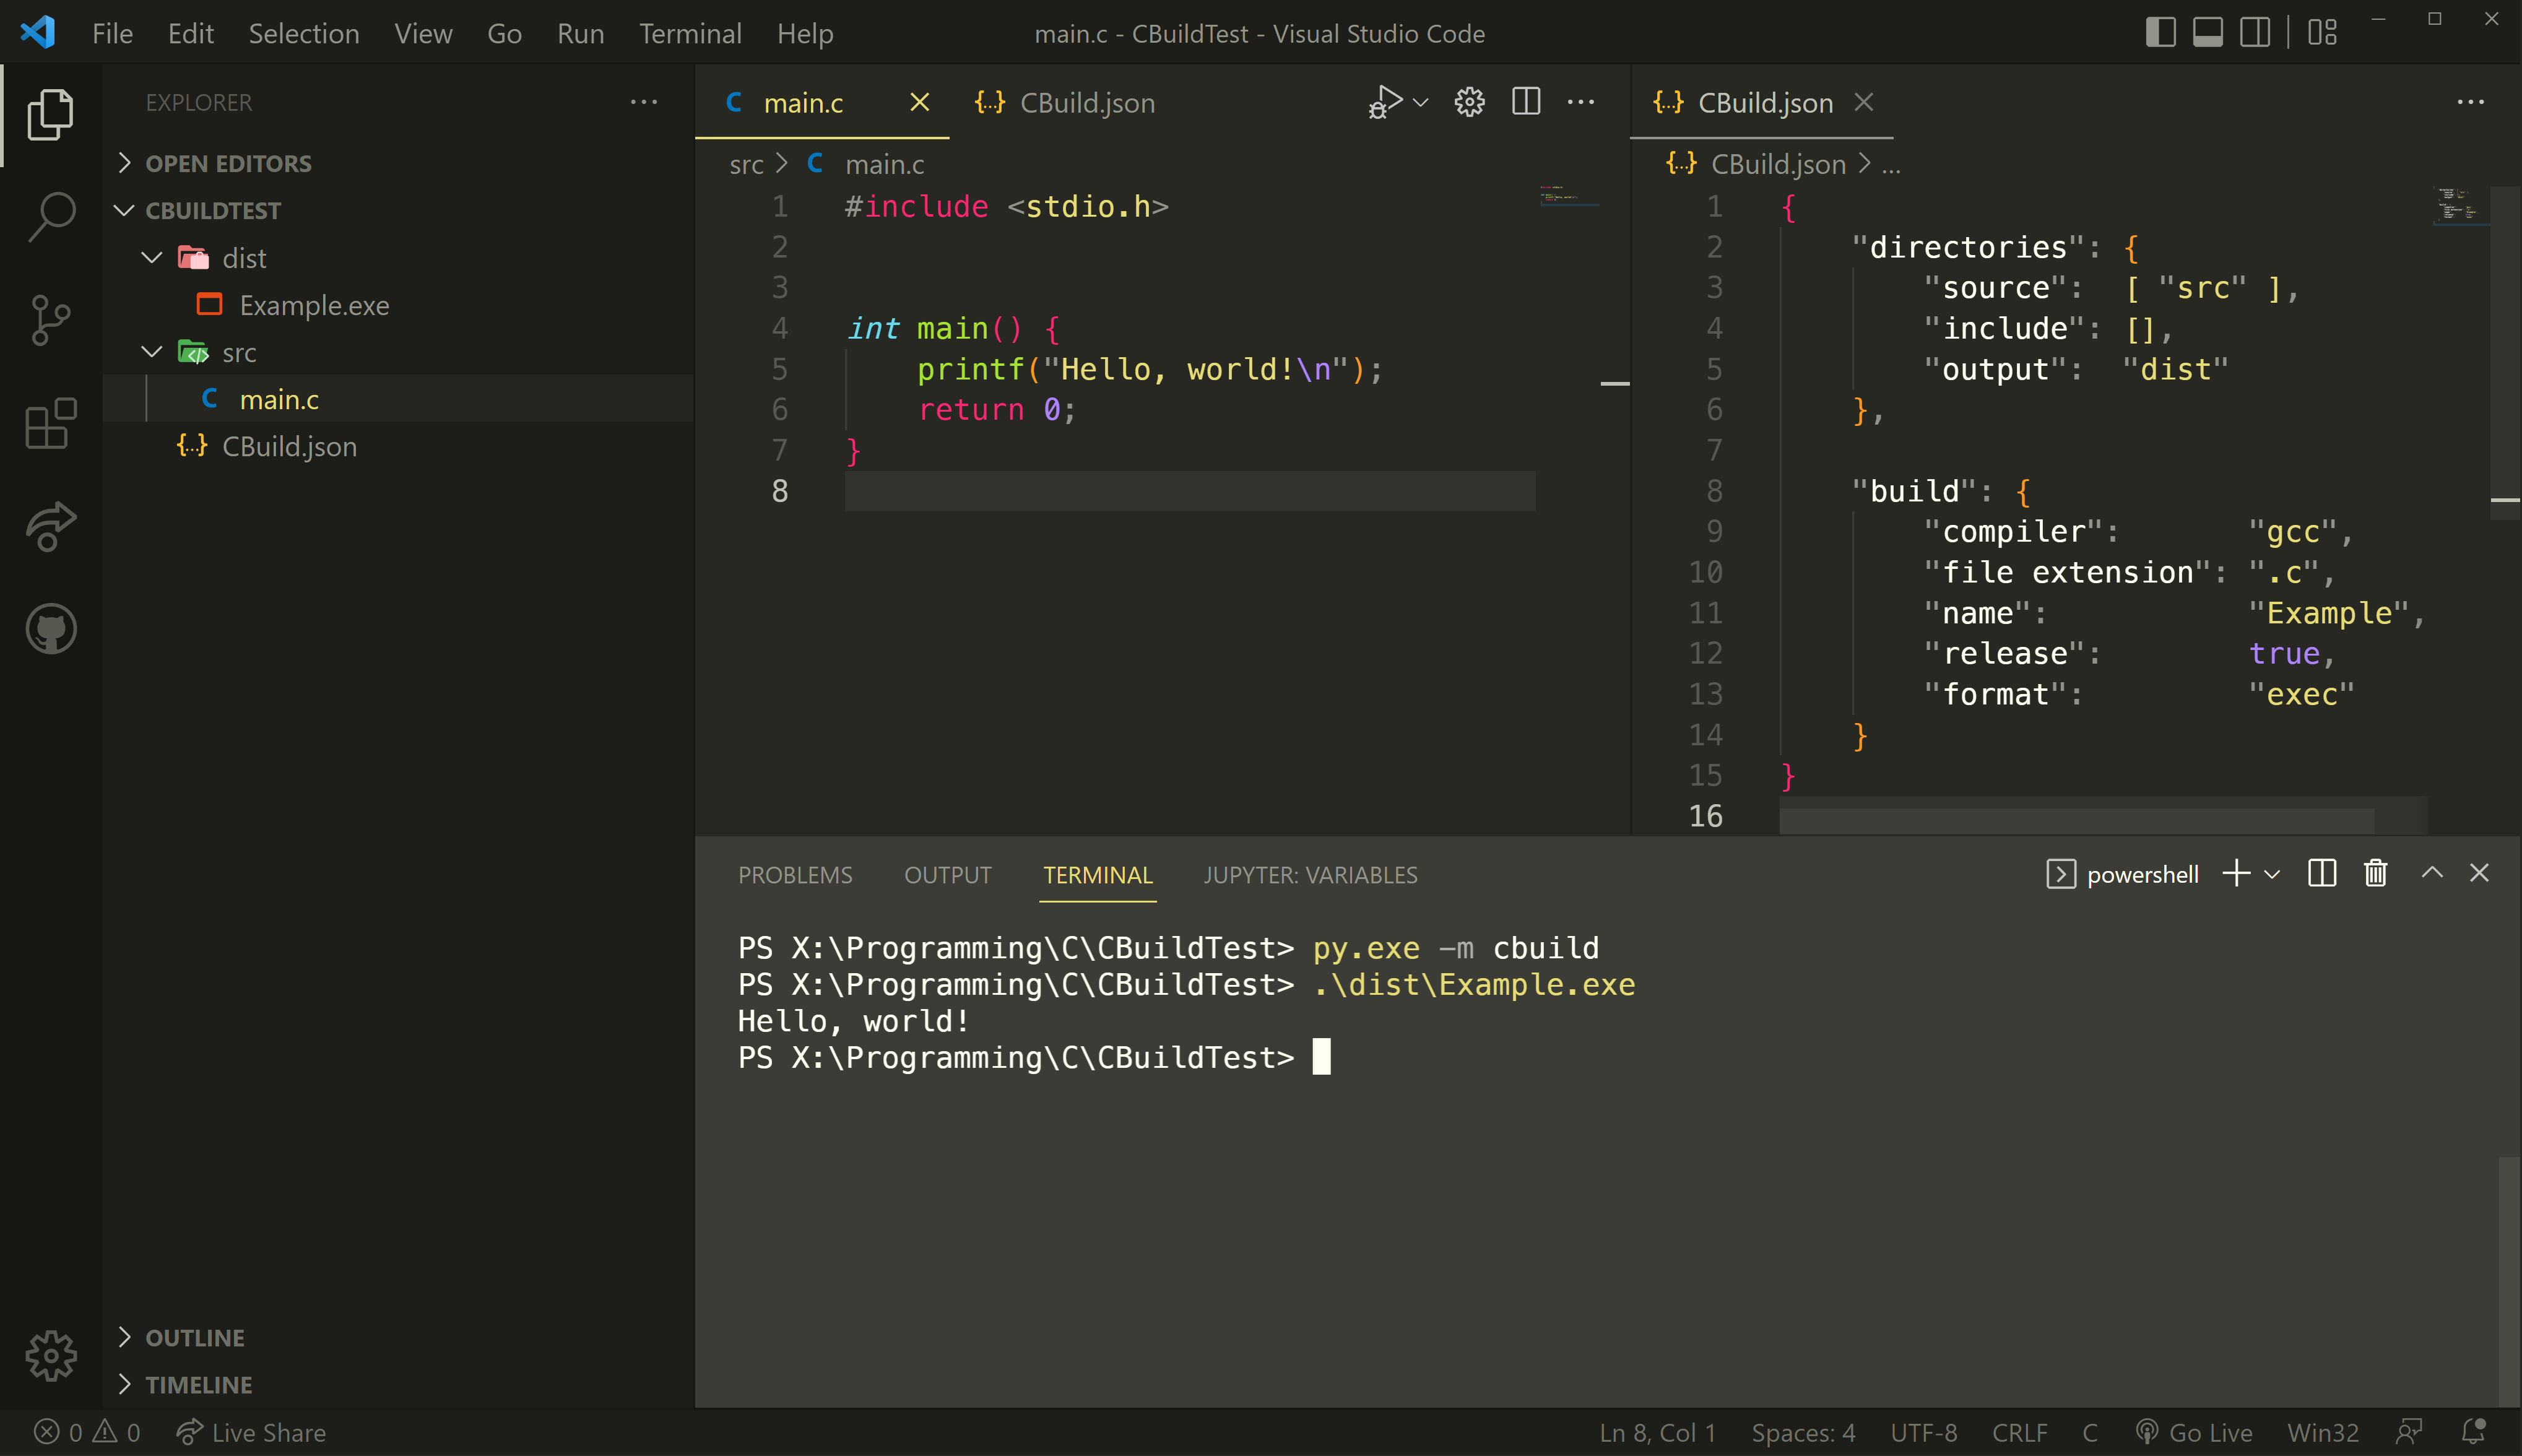 File Edit Selection View Go Run Terminal Help
main.c - CBuildTest - Visual Studio Code
EXPLORER
OPEN EDITORS
CBUILDTEST
dist
Example.exe
src
main.c
CBuild.json
OUTLINE
TIMELINE
main.c CBuild.json
src > main.c
1 #include <stdio.h>
2
3
4 int main() {
5     printf("Hello, world!\n");
6     return 0;
7 }
8
CBuild.json
CBuild.json > ...
1 {
2     "directories": {
3         "source":  [ "src" ],
4         "include": [],
5         "output":  "dist"
6     },
7
8     "build": {
9         "compiler":       "gcc",
10         "file extension": ".c",
11         "name":           "Example",
12         "release":        true,
13         "format":         "exec"
14     }
15 }
16
PROBLEMS OUTPUT TERMINAL JUPYTER: VARIABLES
powershell
PS X:\Programming\C\CBuildTest> py.exe -m cbuild
PS X:\Programming\C\CBuildTest> .\dist\Example.exe
Hello, world!
PS X:\Programming\C\CBuildTest>
0 0 Live Share
Ln 8, Col 1 Spaces: 4 UTF-8 CRLF C Go Live Win32